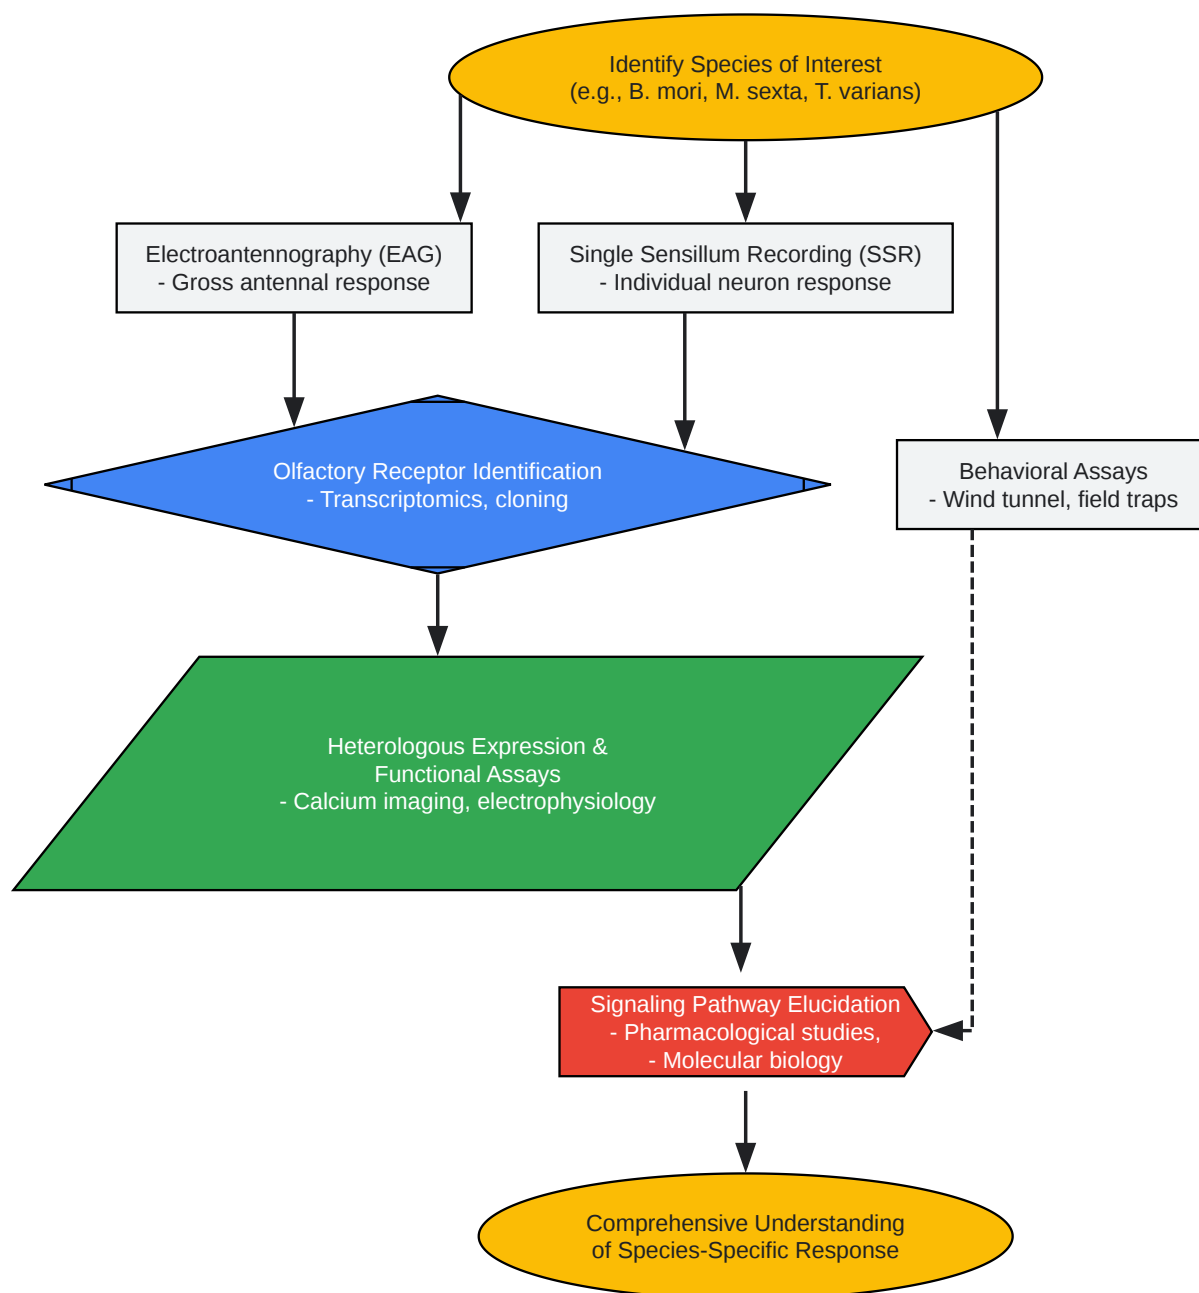 Identify Species of Interest
(e.g., B. mori, M. sexta, T. varians)
Electroantennography (EAG)
- Gross antennal response
Single Sensillum Recording (SSR)
- Individual neuron response
Olfactory Receptor Identification
- Transcriptomics, cloning
Behavioral Assays
- Wind tunnel, field traps
Heterologous Expression &
Functional Assays
- Calcium imaging, electrophysiology
Signaling Pathway Elucidation
- Pharmacological studies,
- Molecular biology
Comprehensive Understanding
of Species-Specific Response